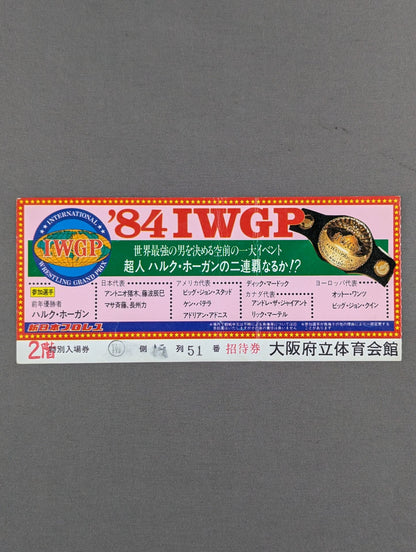 INTERNATIONAL
IWGP
WRESTLING GRAND PRIX
'84 IWGP
世界最強の男を決める空前の一大イベント
超人 ハルク・ホーガンの二連覇なるか!?
参加選手
前年優勝者
ハルク・ホーガン
日本代表
アントニオ猪木、藤波辰巳
マサ斉藤、長州力
アメリカ代表
ビッグ・ジョン・スタッド
ケン・パテラ
アドリアン・アドニス
ディック・マードック
カナダ代表
アンドレ・ザ・ジャイアント
リック・マーテル
ヨーロッパ代表
オットー・ワンツ
ビッグ・ジョン・クイン
新日本プロレス
2階 特別入場券 側 列 51 番 招待券 大阪府立体育会館